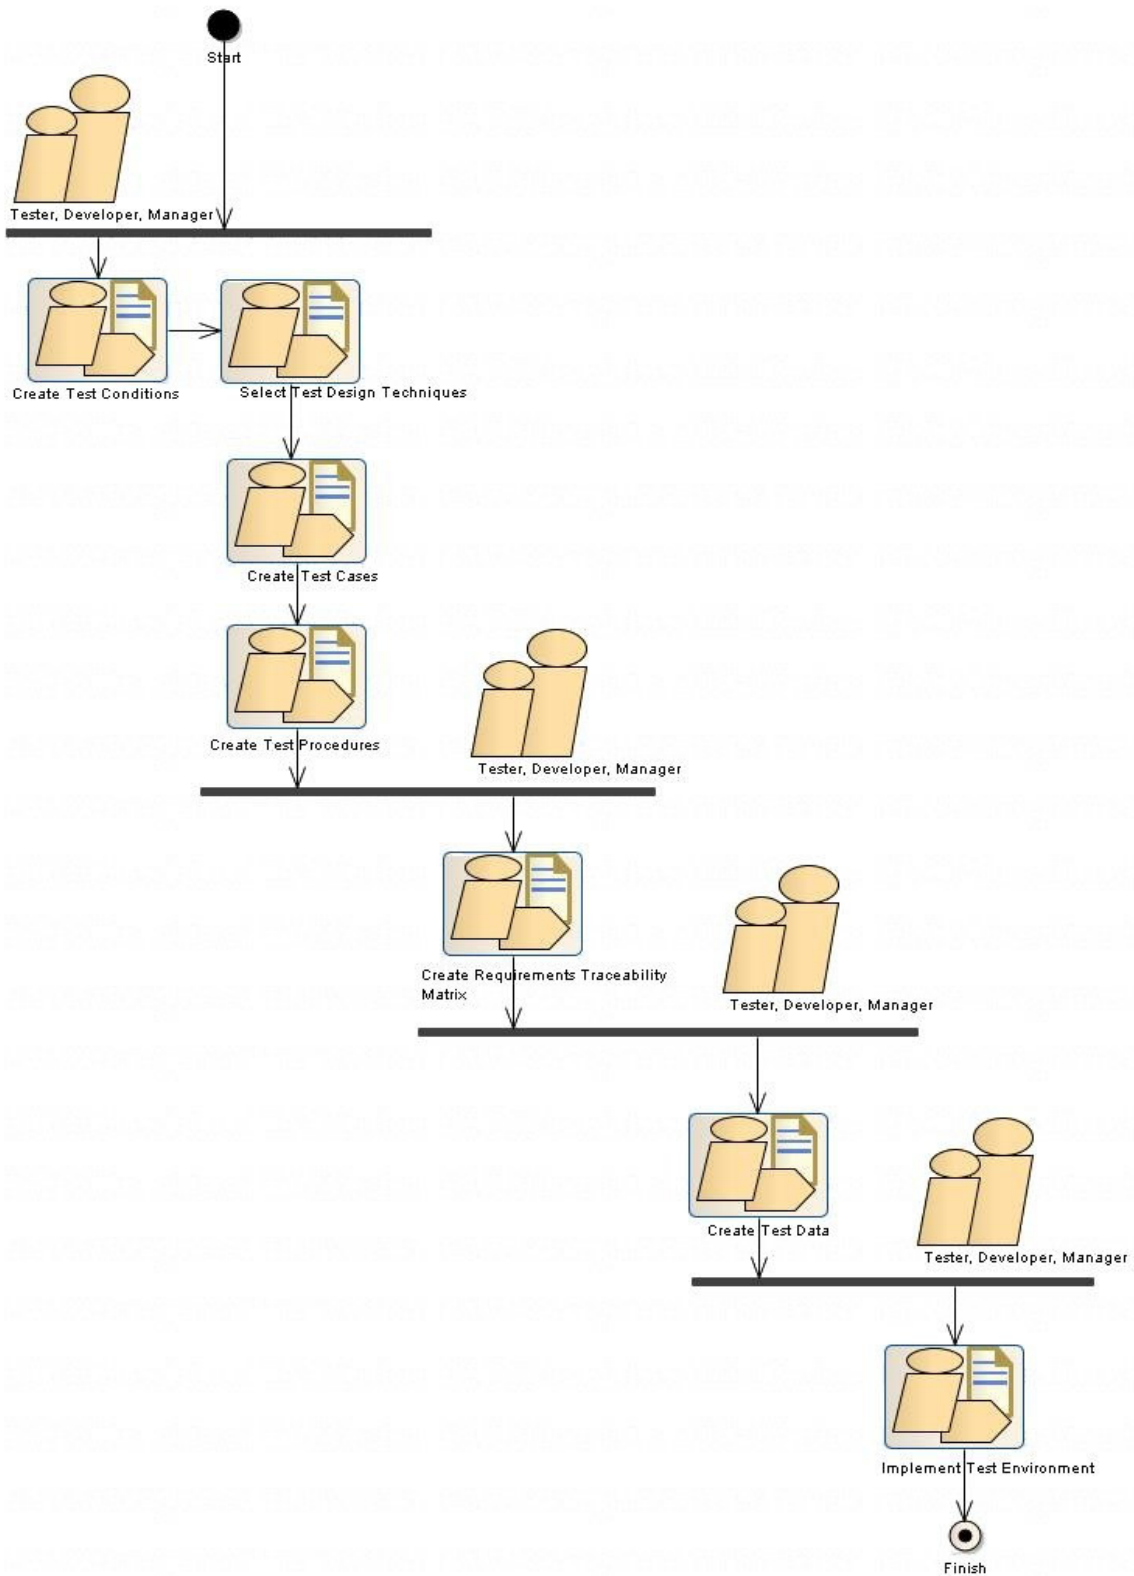 Start
Tester, Developer, Manager
Create Test Conditions
Select Test Design Techniques
Create Test Cases
Create Test Procedures
Tester, Developer, Manager
Create Requirements Traceability
Matrix
Tester, Developer, Manager
Create Test Data
Tester, Developer, Manager
Implement Test Environment
Finish